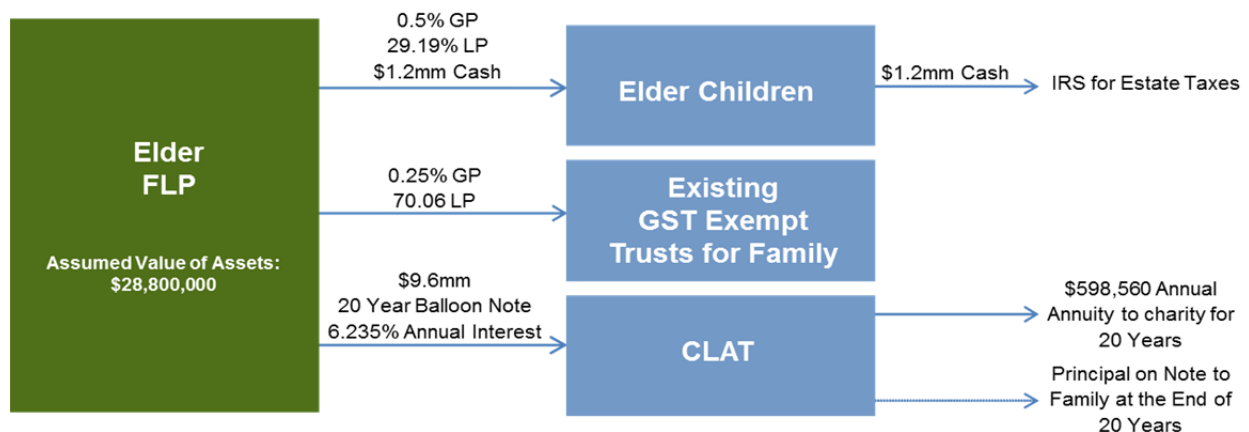 Elder
FLP
Assumed Value of Assets:
$28,800,000
0.5% GP
29.19% LP
$1.2mm Cash
Elder Children
$1.2mm Cash
IRS for Estate Taxes
0.25% GP
70.06 LP
Existing
GST Exempt
Trusts for Family
$9.6mm
20 Year Balloon Note
6.235% Annual Interest
CLAT
$598,560 Annual
Annuity to charity for
20 Years
Principal on Note to
Family at the End of
20 Years